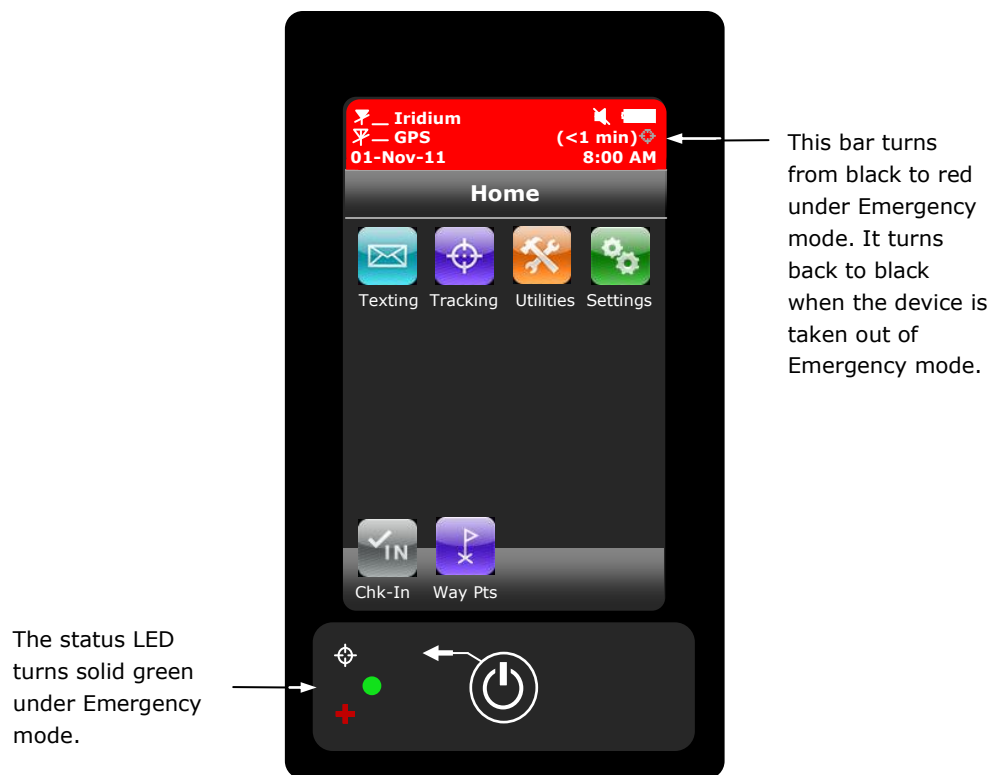 Iridium
GPS (<1 min)
01-Nov-11 8:00 AM
Home
Texting Tracking Utilities Settings
IN
Chk-In Way Pts
This bar turns
from black to red
under Emergency
mode. It turns
back to black
when the device is
taken out of
Emergency mode.
The status LED
turns solid green
under Emergency
mode.